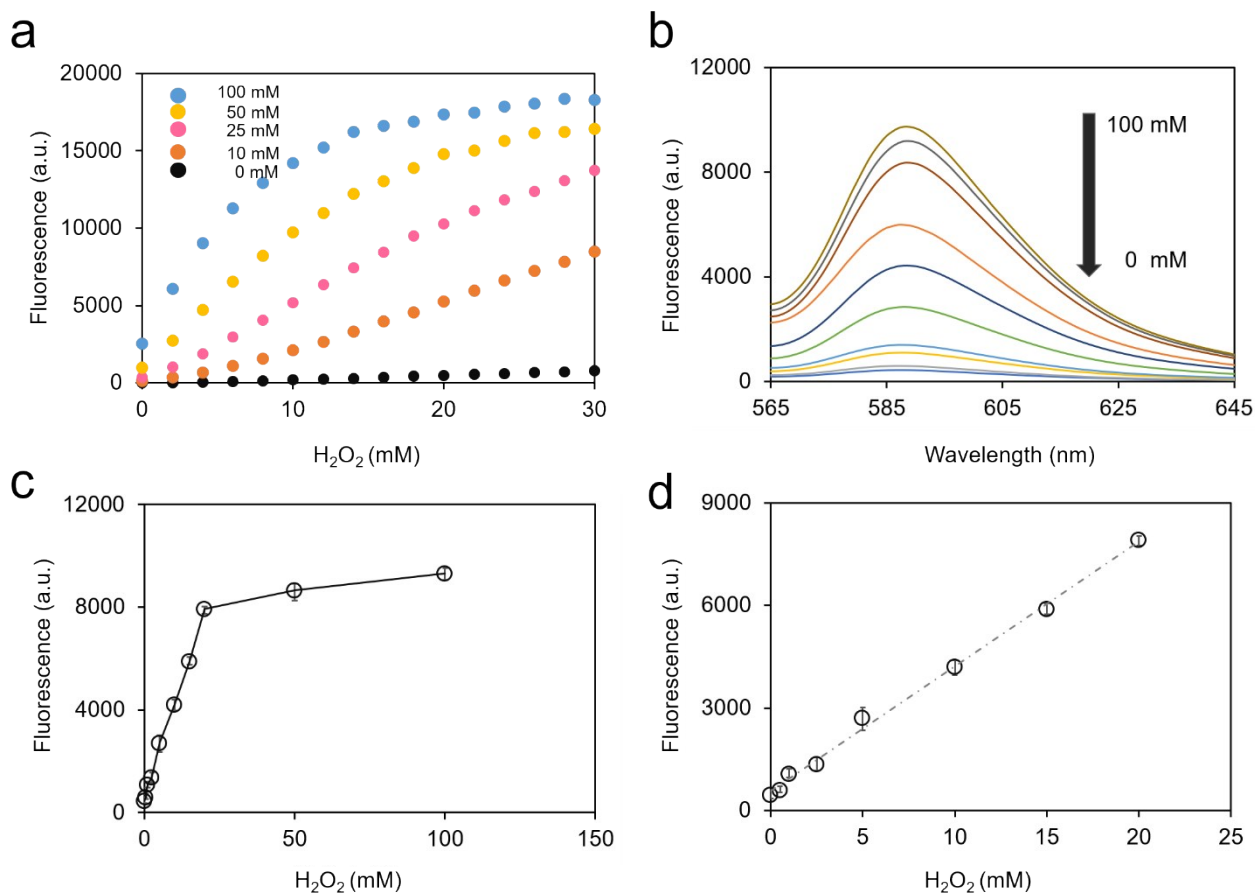 a
20000
15000
10000
5000
0
Fluorescence (a.u.)
100 mM
50 mM
25 mM
10 mM
0 mM
0
10
20
30
H₂O₂ (mM)
b
12000
8000
4000
0
Fluorescence (a.u.)
100 mM
0 mM
565
585
605
625
645
Wavelength (nm)
c
12000
8000
4000
0
Fluorescence (a.u.)
0
50
100
150
H₂O₂ (mM)
d
9000
6000
3000
0
Fluorescence (a.u.)
0
5
10
15
20
25
H₂O₂ (mM)